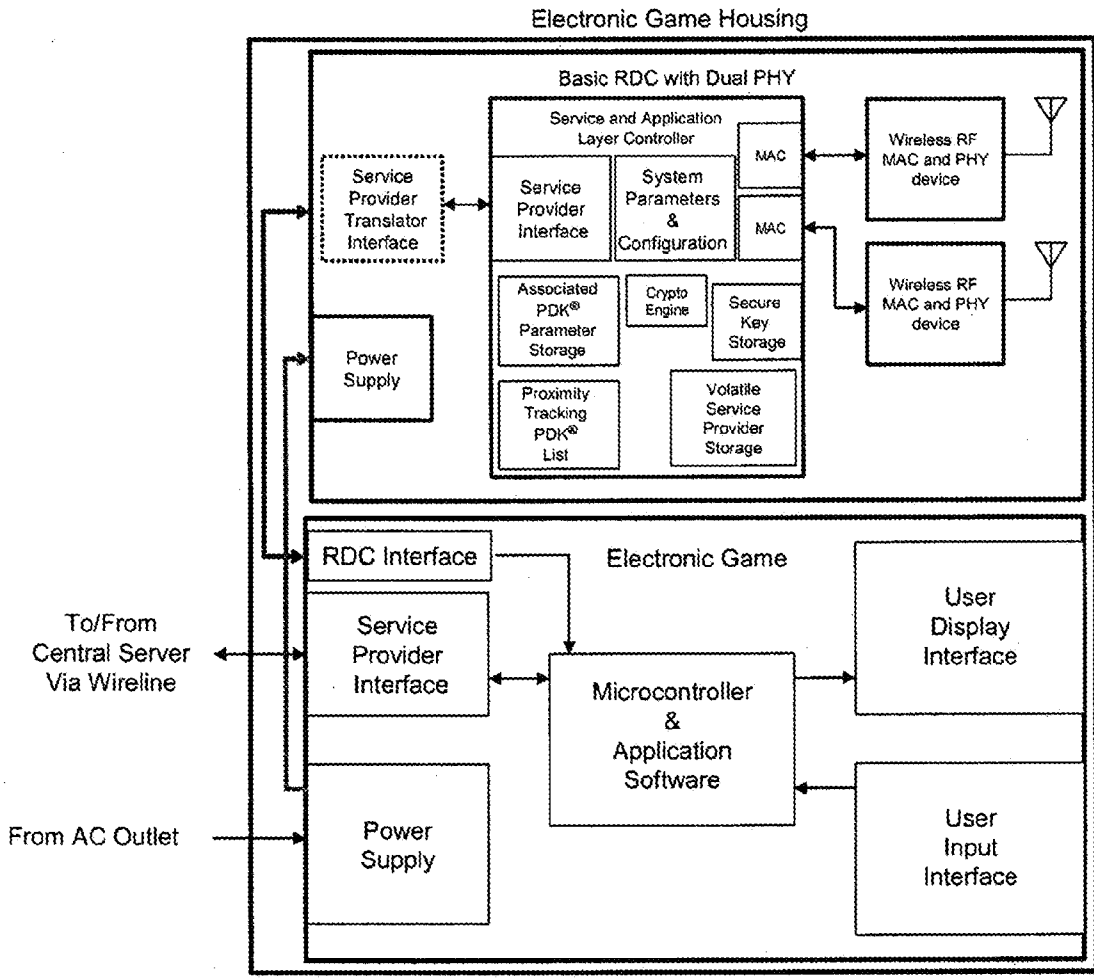 Electronic Game Housing
Basic RDC with Dual PHY
Service and Application
Layer Controller
MAC
Wireless RF
MAC and PHY
device
Service
Provider
Translator
Interface
Service
Provider
Interface
System
Parameters
&
Configuration
MAC
Wireless RF
MAC and PHY
device
Associated
PDK®
Parameter
Storage
Crypto
Engine
Secure
Key
Storage
Power
Supply
Proximity
Tracking
PDK®
List
Volatile
Service
Provider
Storage
RDC Interface
Electronic Game
To/From
Central Server
Via Wireline
Service
Provider
Interface
User
Display
Interface
Microcontroller
&
Application
Software
From AC Outlet
Power
Supply
User
Input
Interface